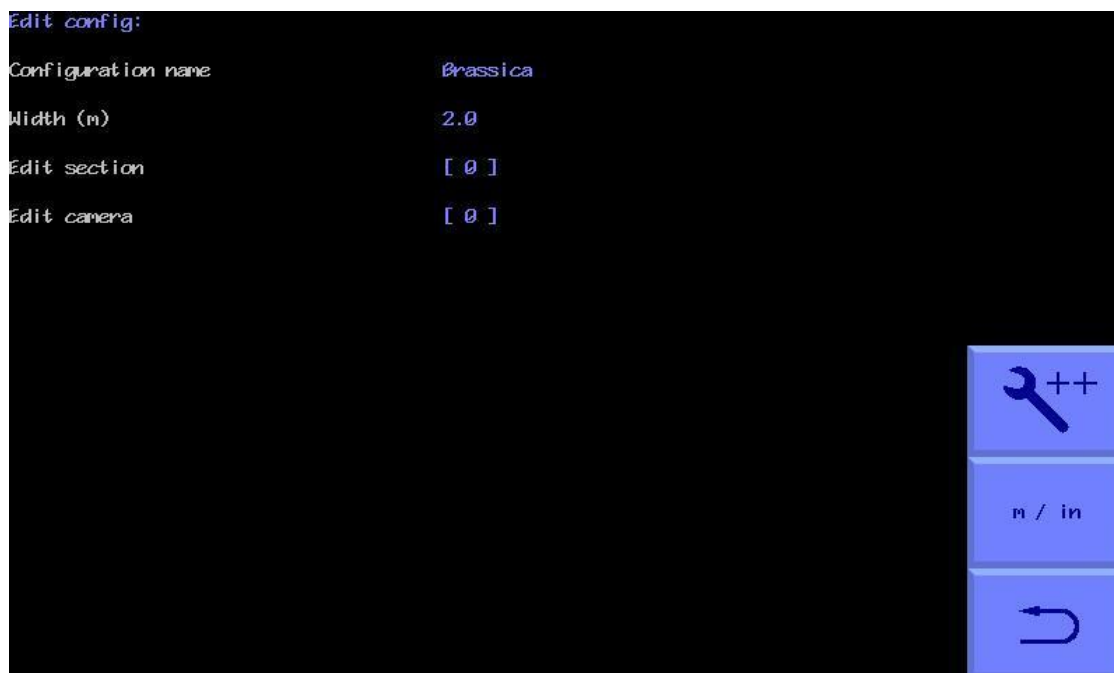 Edit config:
Configuration name Brassica
Width (m) 2.0
Edit section [ 0 ]
Edit camera [ 0 ]
++
m / in